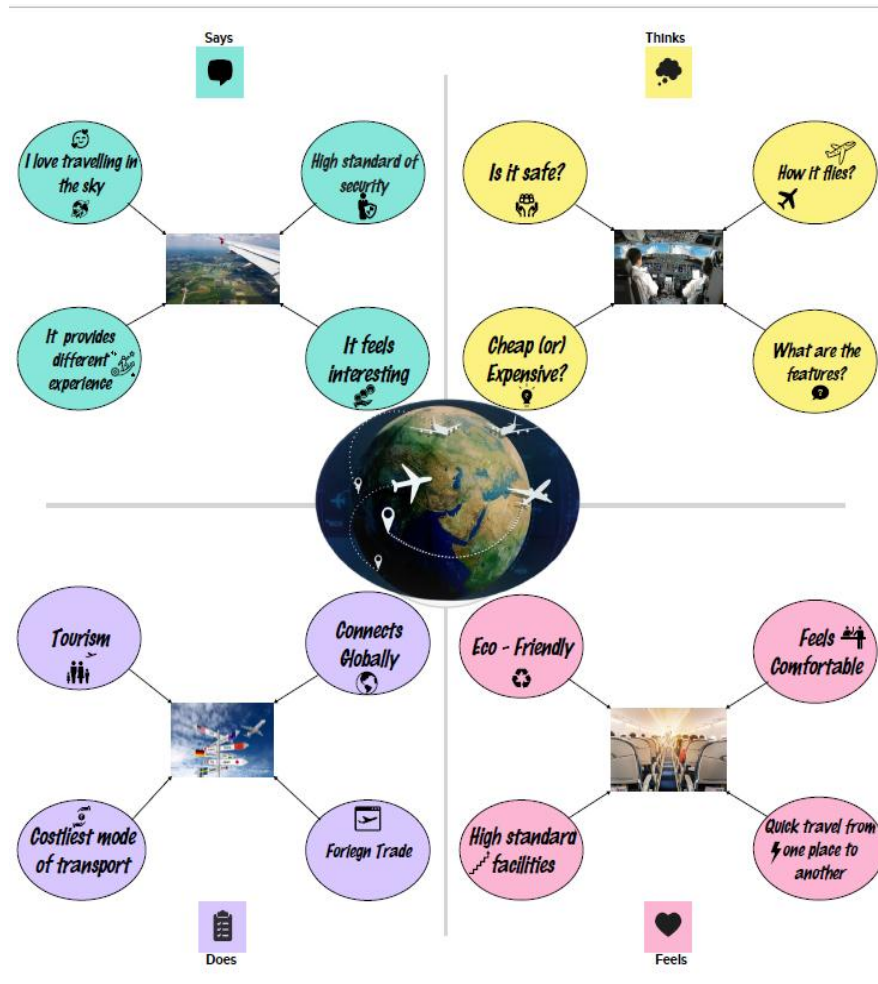 Says
Thinks
I love travelling in
the sky
High standard of
security
It provides
different
experience
It feels
interesting
Is it safe?
How it flies?
Cheap (or)
Expensive?
What are the
features?
Tourism
Connects
Globally
Costliest mode
of transport
Foriegn Trade
Eco - Friendly
Feels
Comfortable
High standard
facilities
Quick travel from
one place to
another
Does
Feels